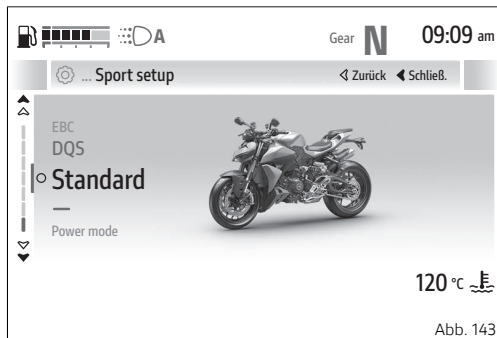 A Gear N 09:09 am
... Sport setup Zurück Schließ.
EBC
DQS
Standard
Power mode
120 °C
Abb. 143